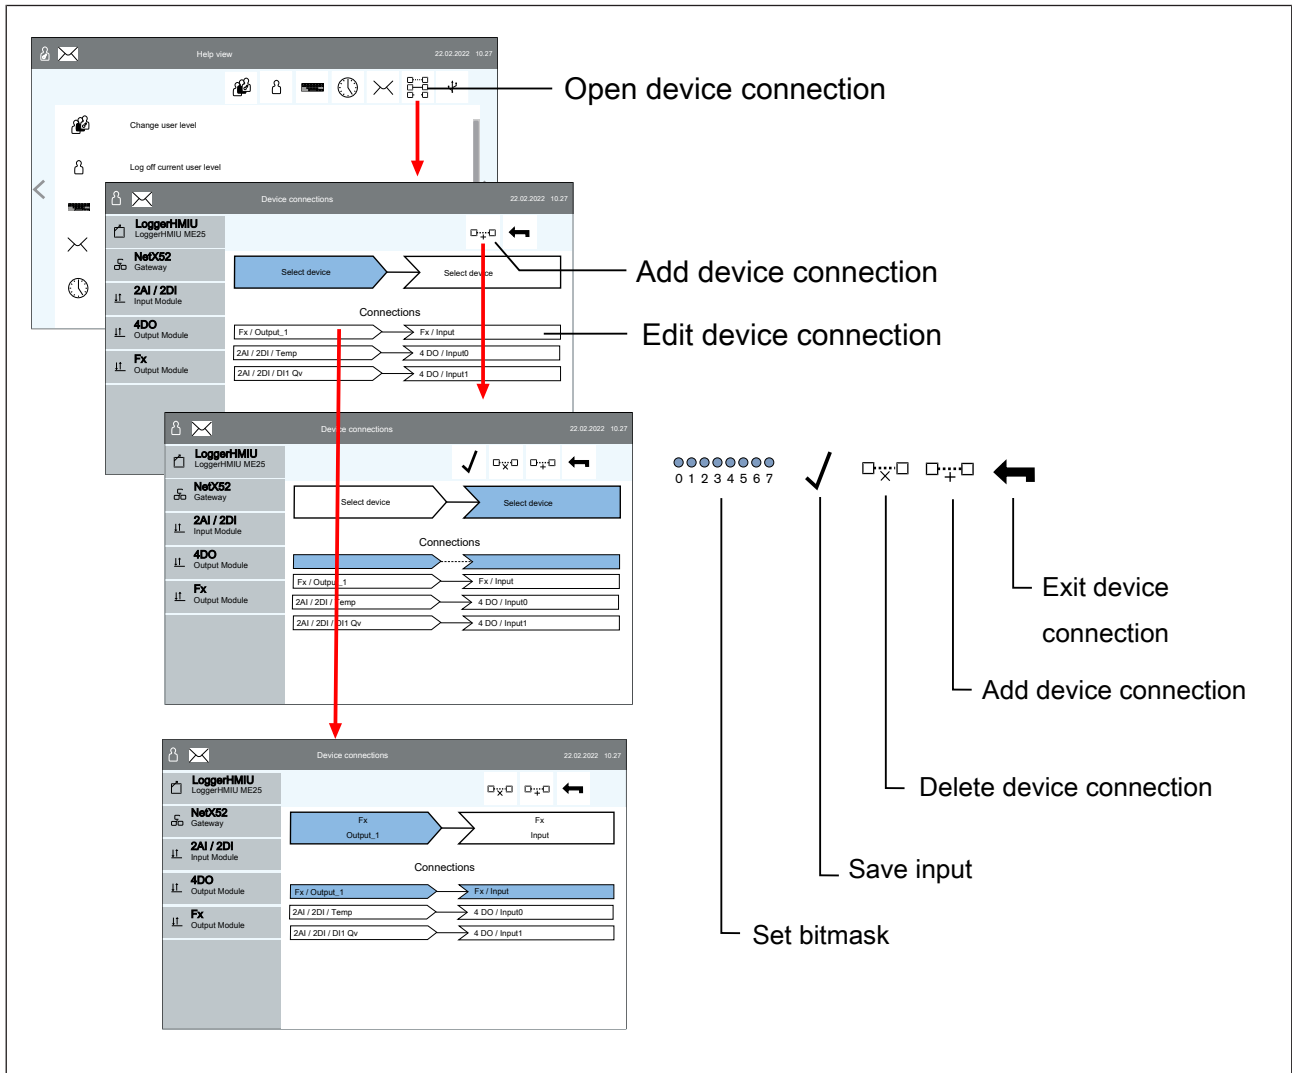 Help view
22.02.2022 10.27
Open device connection
Change user level
Log off current user level
Device connections
22.02.2022 10.27
LoggerHMIU
LoggerHMIU ME25
NetX52
Gateway
2AI / 2DI
Input Module
4DO
Output Module
Fx
Output Module
Select device
Select device
Add device connection
Connections
Fx / Output_1
Fx / Input
Edit device connection
2AI / 2DI / Temp
4 DO / Input0
2AI / 2DI / DI1 Qv
4 DO / Input1
Device connections
22.02.2022 10.27
LoggerHMIU
LoggerHMIU ME25
NetX52
Gateway
2AI / 2DI
Input Module
4DO
Output Module
Fx
Output Module
Select device
Select device
Connections
Fx / Output_1
Fx / Input
2AI / 2DI / Temp
4 DO / Input0
2AI / 2DI / DI1 Qv
4 DO / Input1
Device connections
22.02.2022 10.27
LoggerHMIU
LoggerHMIU ME25
NetX52
Gateway
2AI / 2DI
Input Module
4DO
Output Module
Fx
Output Module
Fx
Output_1
Fx
Input
Connections
Fx / Output_1
Fx / Input
2AI / 2DI / Temp
4 DO / Input0
2AI / 2DI / DI1 Qv
4 DO / Input1
0 1 2 3 4 5 6 7
Exit device
connection
Add device connection
Delete device connection
Save input
Set bitmask